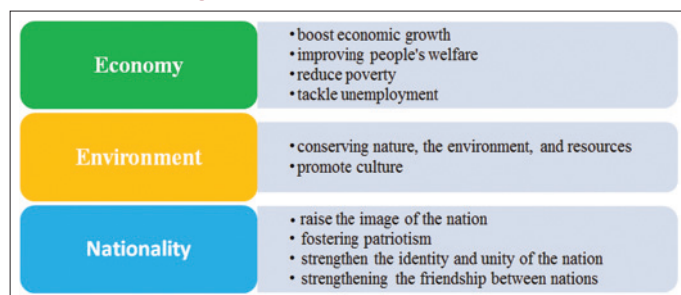 Economy
•boost economic growth
•improving people's welfare
•reduce poverty
•tackle unemployment
Environment
•conserving nature, the environment, and resources
•promote culture
Nationality
• raise the image of the nation
• fostering patriotism
• strengthen the identity and unity of the nation
• strengthening the friendship between nations